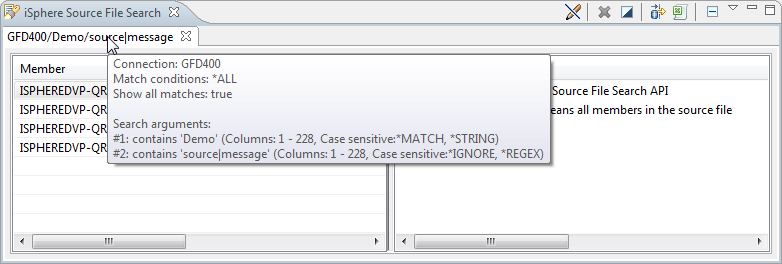 iSphere Source File Search
GFD400/Demo/source|message
Member
Connection: GFD400
Match conditions: *ALL
Show all matches: true
Search arguments:
#1: contains 'Demo' (Columns: 1 - 228, Case sensitive:*MATCH, *STRING)
#2: contains 'source|message' (Columns: 1 - 228, Case sensitive:*IGNORE, *REGEX)
ISPHEREDVP-QR
ISPHEREDVP-QR
ISPHEREDVP-QR
ISPHEREDVP-QR
Source File Search API
eans all members in the source file